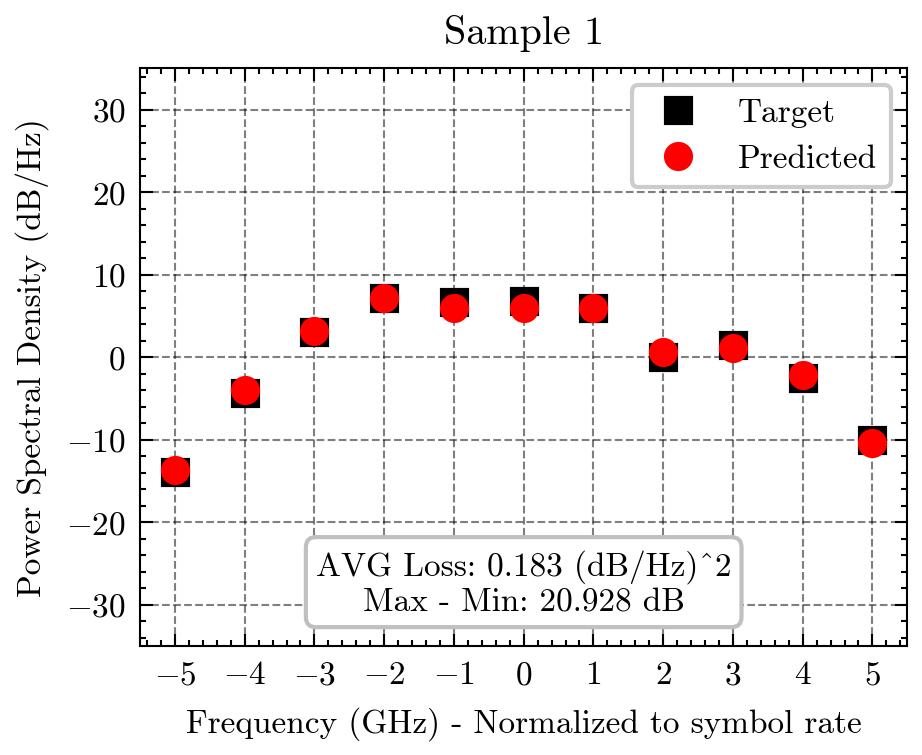 Sample 1
Power Spectral Density (dB/Hz)
30
20
10
0
−10
−20
−30
Target
Predicted
AVG Loss: 0.183 (dB/Hz)^2
Max - Min: 20.928 dB
−5 −4 −3 −2 −1 0 1 2 3 4 5
Frequency (GHz) - Normalized to symbol rate